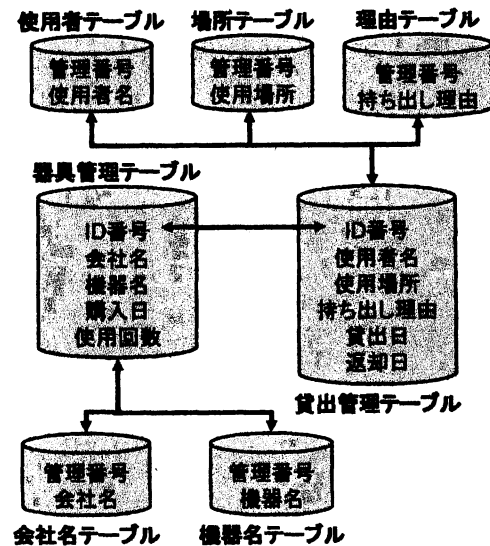 使用者テーブル
管理番号
使用者名
場所テーブル
管理番号
使用場所
理由テーブル
管理番号
持ち出し理由
器具管理テーブル
ID番号
会社名
機器名
購入日
使用回数
ID番号
使用者名
使用場所
持ち出し理由
貸出日
返却日
貸出管理テーブル
管理番号
会社名
会社名テーブル
管理番号
機器名
機器名テーブル